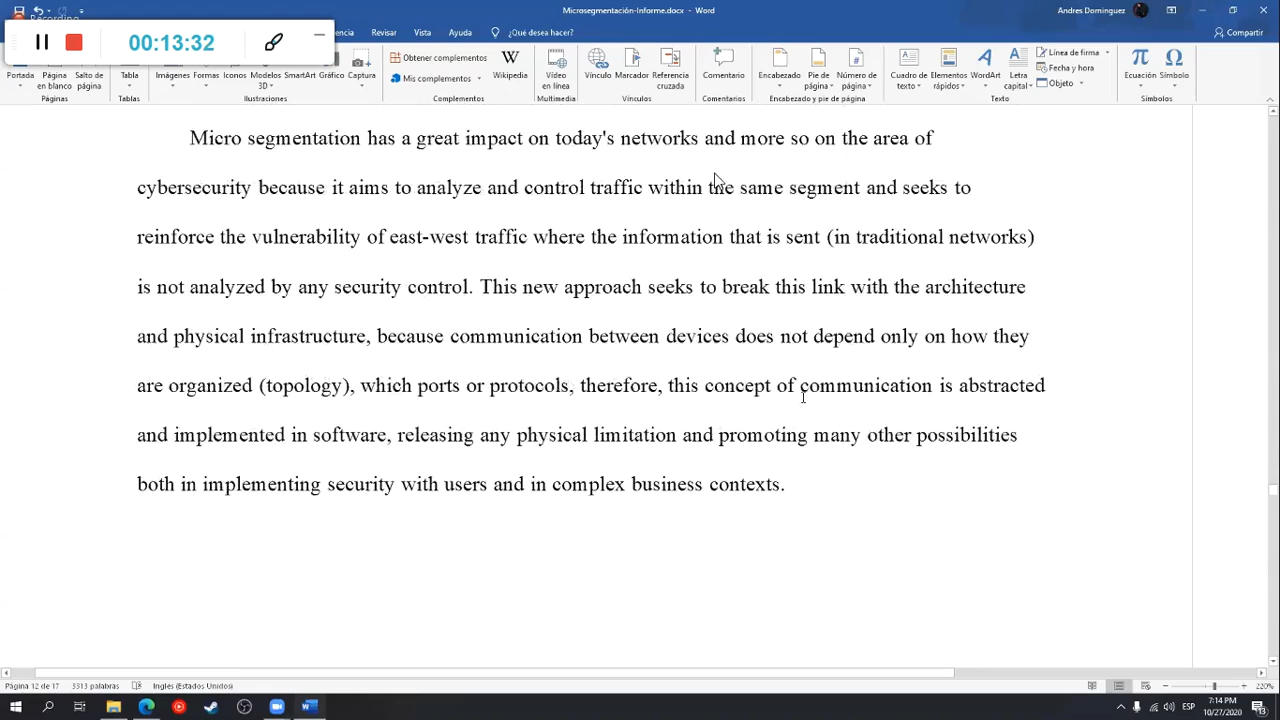 Recording
Microsegmentación-Informe.docx - Word
Andres Dominguez
00:13:32
Revisar Vista Ayuda ¿Qué desea hacer? Compartir
Portada Página en blanco Salto de página
Páginas
Tabla
Tablas
Imágenes Formas Iconos Modelos 3D SmartArt Gráfico Captura
Ilustraciones
Obtener complementos
Mis complementos
Wikipedia
Complementos
Vídeo en línea
Multimedia
Vínculo Marcador Referencia cruzada
Vínculos
Comentario
Comentarios
Encabezado Pie de página Número de página
Encabezado y pie de página
Cuadro de texto Elementos rápidos WordArt Letra capital
Línea de firma
Fecha y hora
Objeto
Texto
Ecuación Símbolo
Símbolos
Micro segmentation has a great impact on today's networks and more so on the area of
cybersecurity because it aims to analyze and control traffic within the same segment and seeks to
reinforce the vulnerability of east-west traffic where the information that is sent (in traditional networks)
is not analyzed by any security control. This new approach seeks to break this link with the architecture
and physical infrastructure, because communication between devices does not depend only on how they
are organized (topology), which ports or protocols, therefore, this concept of communication is abstracted
and implemented in software, releasing any physical limitation and promoting many other possibilities
both in implementing security with users and in complex business contexts.
Página 12 de 17 3313 palabras Inglés (Estados Unidos) 220%
ESP
7:14 PM
10/27/2020